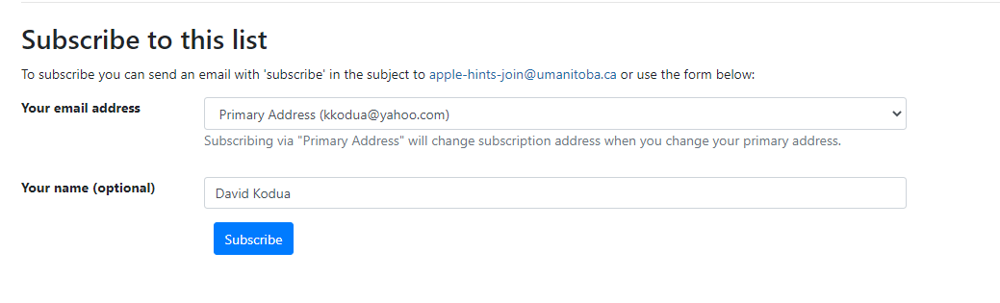 Subscribe to this list
To subscribe you can send an email with 'subscribe' in the subject to apple-hints-join@umanitoba.ca or use the form below:
Your email address
Primary Address (kkodua@yahoo.com)
Subscribing via "Primary Address" will change subscription address when you change your primary address.
Your name (optional)
David Kodua
Subscribe